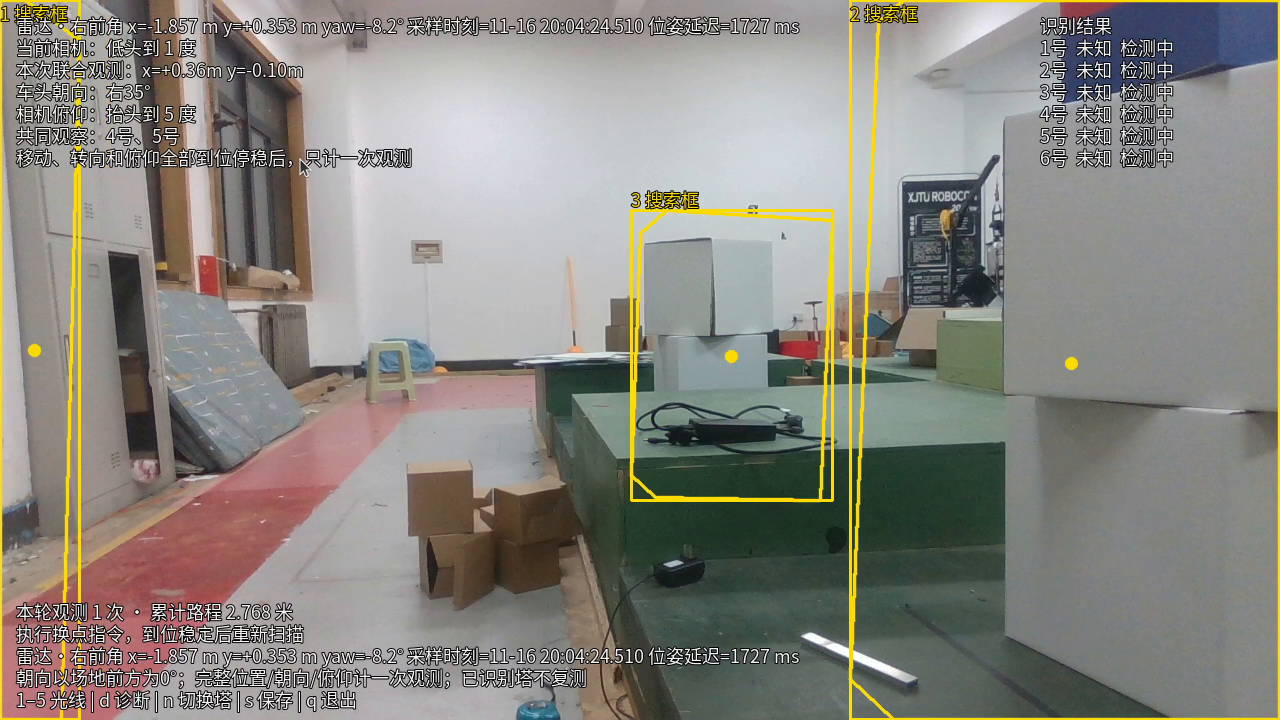 1 搜索框
雷达·右前角 x=-1.857 m y=+0.353 m yaw=-8.2° 采样时刻=11-16 20:04:24.510 位姿延迟=1727 ms
当前相机：低头到 1 度
本次联合观测：x=+0.36m y=-0.10m
车头朝向：右35°
相机俯仰：抬头到 5 度
共同观察：4号、5号
移动、转向和俯仰全部到位停稳后，只计一次观测
2 搜索框
识别结果
1号 未知 检测中
2号 未知 检测中
3号 未知 检测中
4号 未知 检测中
5号 未知 检测中
6号 未知 检测中
3 搜索框
XJTU ROBOCO
本轮观测 1 次 · 累计路程 2.768 米
执行换点指令，到位稳定后重新扫描
雷达·右前角 x=-1.857 m y=+0.353 m yaw=-8.2° 采样时刻=11-16 20:04:24.510 位姿延迟=1727 ms
朝向以场地前方为0°；完整位置/朝向/俯仰计一次观测；已识别塔不复测
1–5 光线 | d 诊断 | n 切换塔 | s 保存 | q 退出